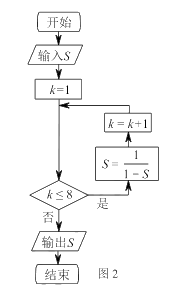 开始
输入S
k=1
k = k+1
S = 1/(1 − S)
k ≤ 8
否
是
输出S
结束
图 2